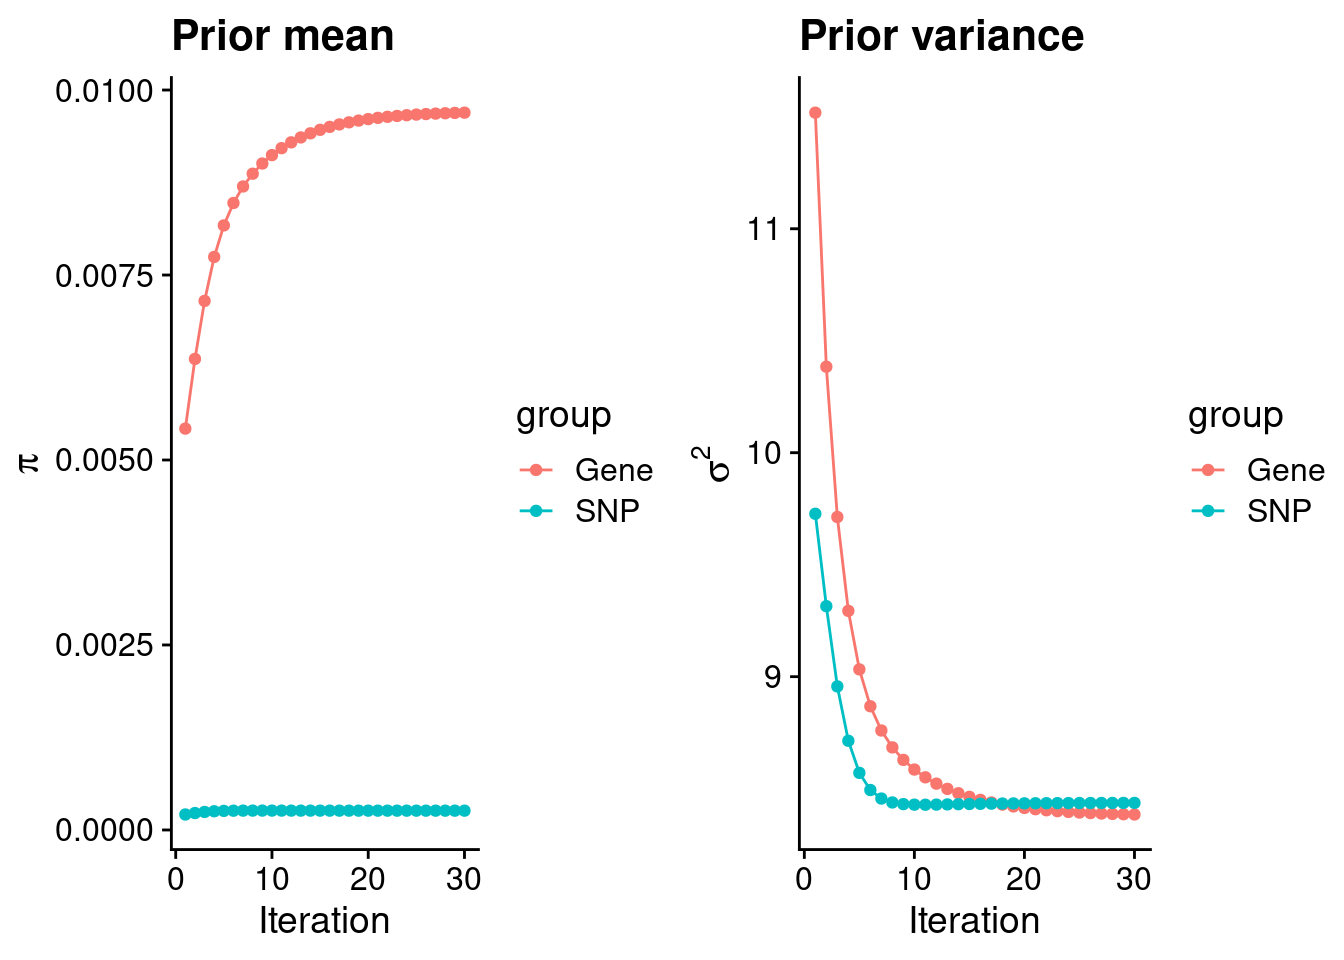 Prior mean
0.0100
0.0075
0.0050
0.0025
0.0000
π
0 10 20 30
Iteration
group
Gene
SNP
Prior variance
11
10
9
σ²
0 10 20 30
Iteration
group
Gene
SNP